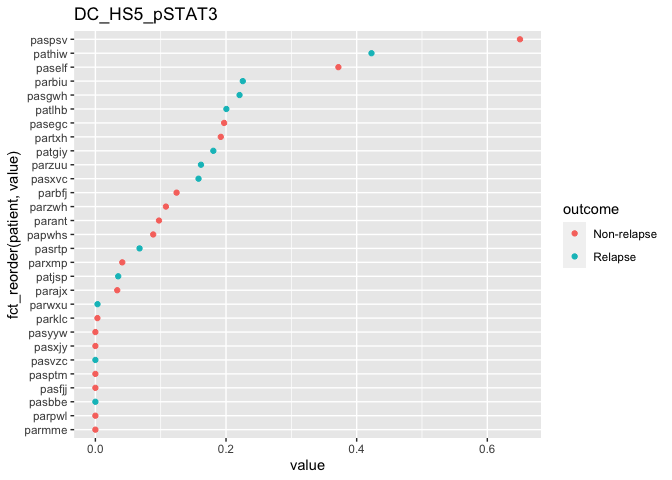 DC_HS5_pSTAT3
fct_reorder(patient, value)
paspsv
pathiw
paself
parbiu
pasgwh
patlhb
pasegc
partxh
patgiy
parzuu
pasxvc
parbfj
parzwh
parant
papwhs
pasrtp
parxmp
patjsp
parajx
parwxu
parklc
pasyyw
pasxjy
pasvzc
pasptm
pasfjj
pasbbe
parpwl
parmme
0.0 0.2 0.4 0.6
value
outcome
Non-relapse
Relapse